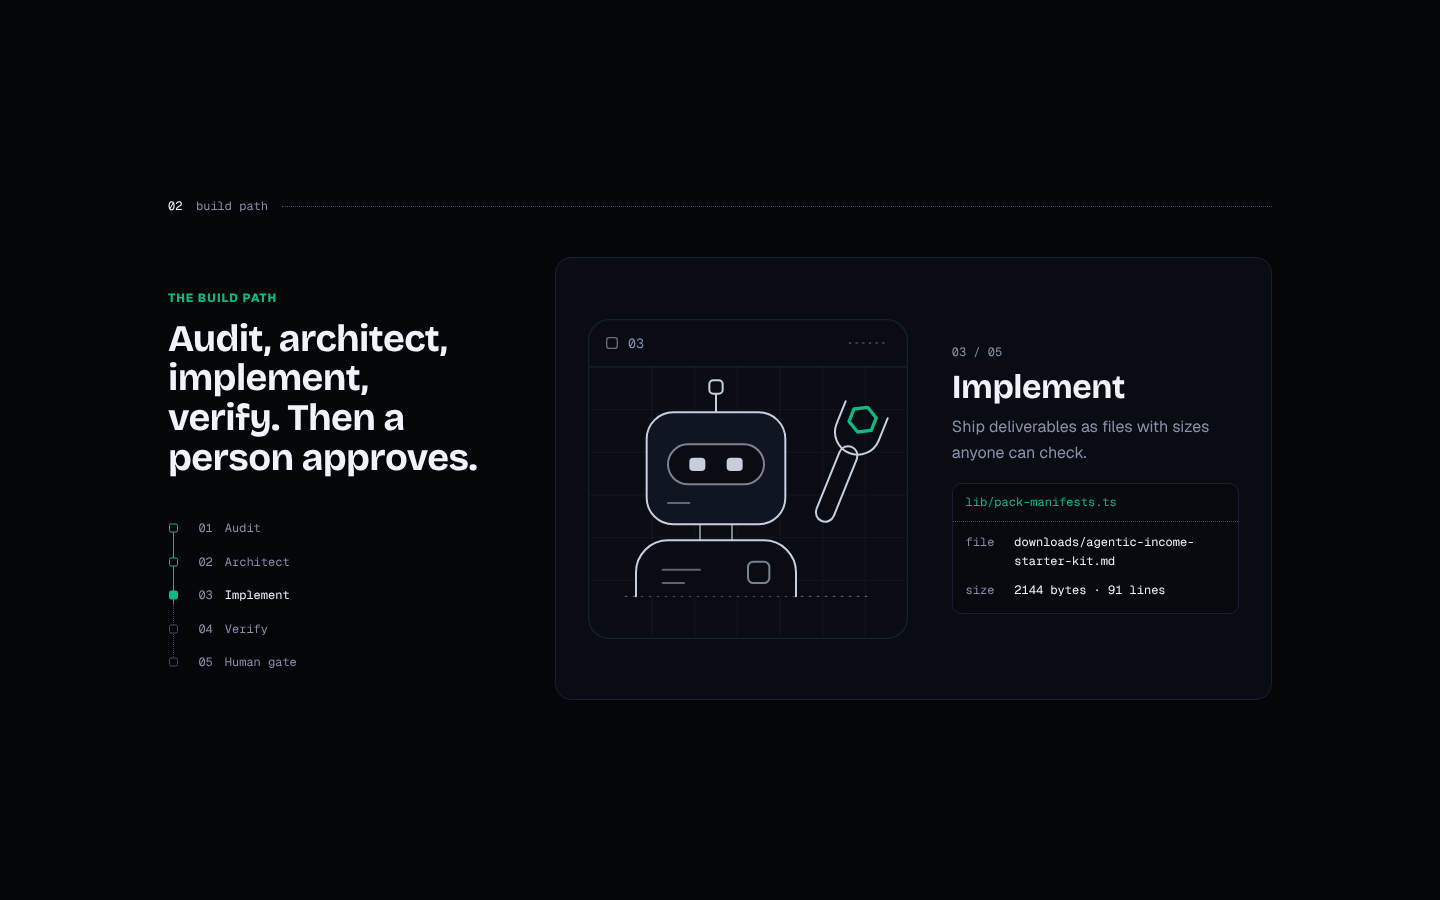 02 build path
THE BUILD PATH
Audit, architect,
implement,
verify. Then a
person approves.
01 Audit
02 Architect
03 Implement
04 Verify
05 Human gate
03
03 / 05
Implement
Ship deliverables as files with sizes
anyone can check.
lib/pack-manifests.ts
file downloads/agentic-income-
starter-kit.md
size 2144 bytes · 91 lines